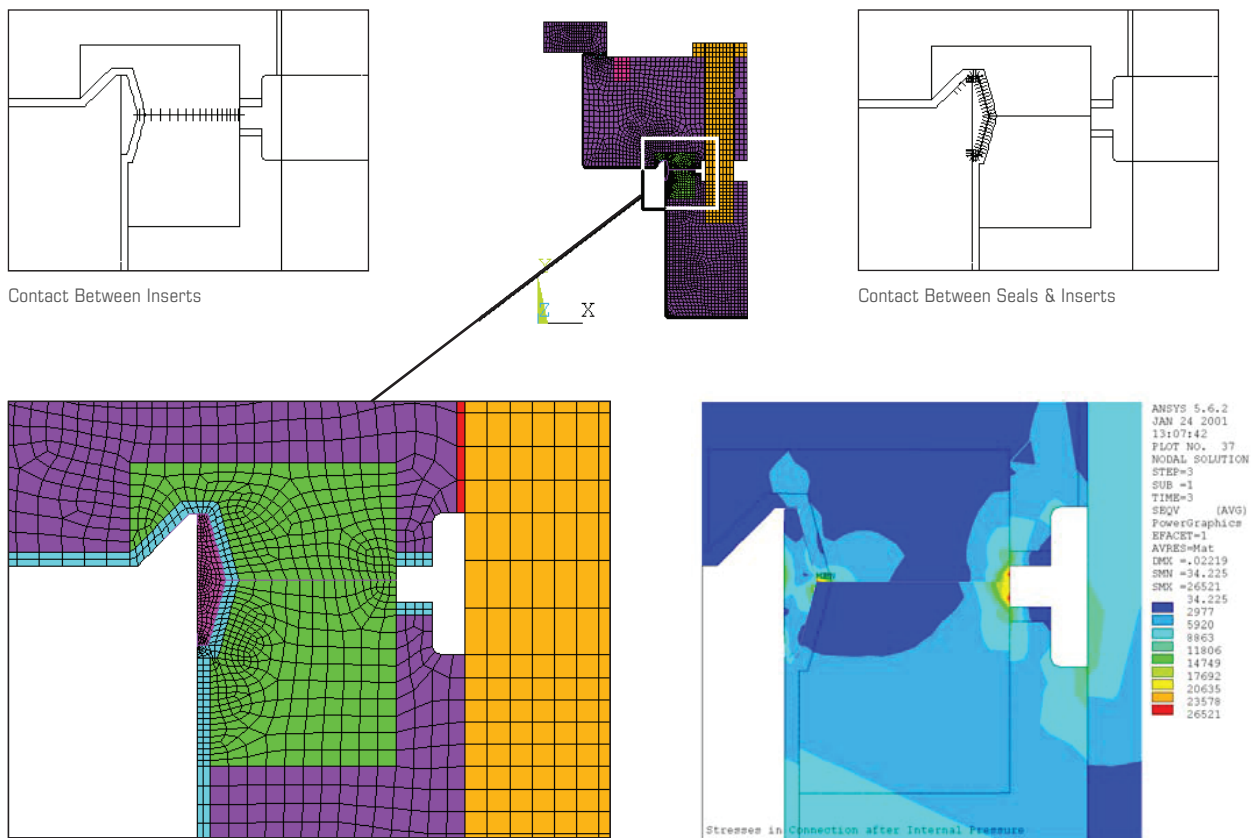 Contact Between Inserts
Y
Z
X
Contact Between Seals & Inserts
ANSYS 5.6.2
JAN 24 2001
13:07:42
PLOT NO. 37
NODAL SOLUTION
STEP=3
SUB =1
TIME=3
SEQV (AVG)
PowerGraphics
EFACET=1
AVRES=Mat
DMX =.02219
SMN =34.225
SMX =26521
34.225
2977
5920
8863
11806
14749
17692
20635
23578
26521
Stresses in Connection after Internal Pressure